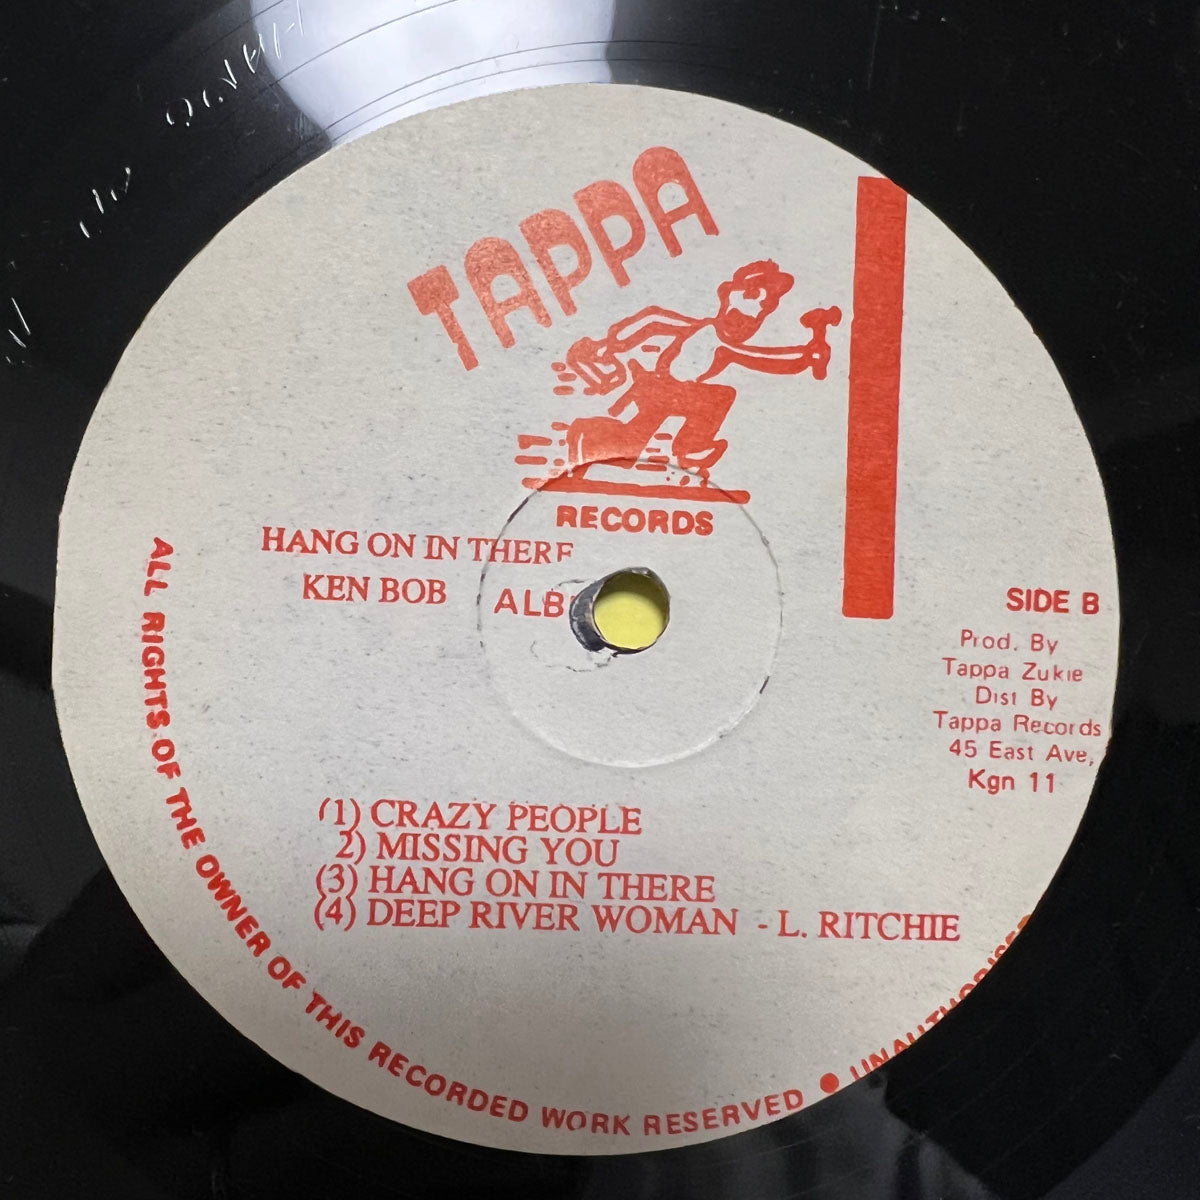 TAPPA
RECORDS
HANG ON IN THERE
KEN BOB
ALB
SIDE B
Prod. By
Tappa Zukie
Dist By
Tappa Records
45 East Ave,
Kgn 11
(1) CRAZY PEOPLE
2) MISSING YOU
(3) HANG ON IN THERE
(4) DEEP RIVER WOMAN - L. RITCHIE
ALL RIGHTS OF THE OWNER OF THIS RECORDED WORK RESERVED ● UNAUTHORISED